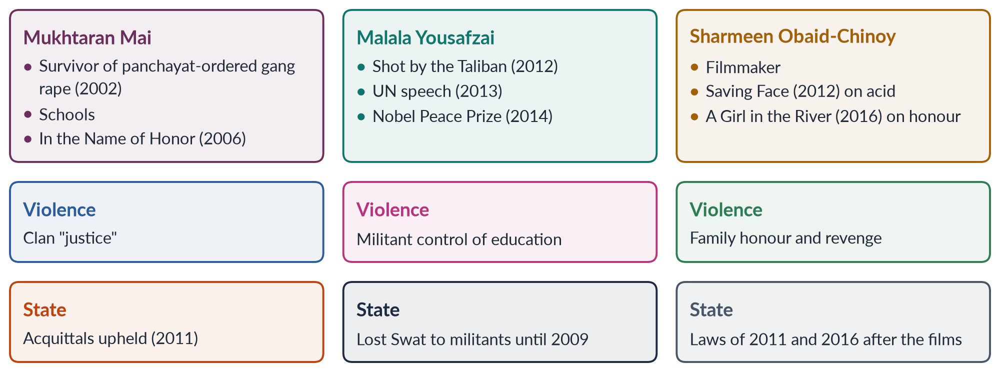 Mukhtaran Mai
• Survivor of panchayat-ordered gang
rape (2002)
• Schools
• In the Name of Honor (2006)
Malala Yousafzai
• Shot by the Taliban (2012)
• UN speech (2013)
• Nobel Peace Prize (2014)
Sharmeen Obaid-Chinoy
• Filmmaker
• Saving Face (2012) on acid
• A Girl in the River (2016) on honour
Violence
Clan "justice"
Violence
Militant control of education
Violence
Family honour and revenge
State
Acquittals upheld (2011)
State
Lost Swat to militants until 2009
State
Laws of 2011 and 2016 after the films